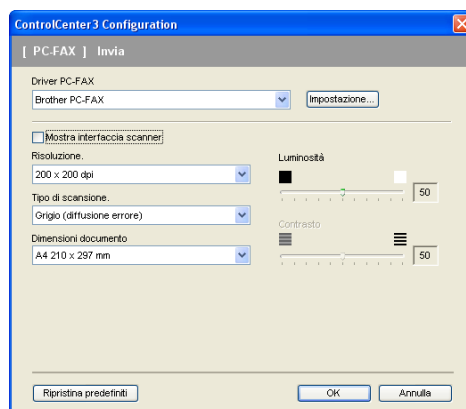 ControlCenter3 Configuration
[ PC-FAX ] Invia
Driver PC-FAX
Brother PC-FAX
Impostazione...
Mostra interfaccia scanner
Risoluzione.
200 x 200 dpi
Tipo di scansione.
Grigio (diffusione errore)
Dimensioni documento
A4 210 x 297 mm
Luminosità
50
Contrasto
50
Ripristina predefiniti
OK
Annulla